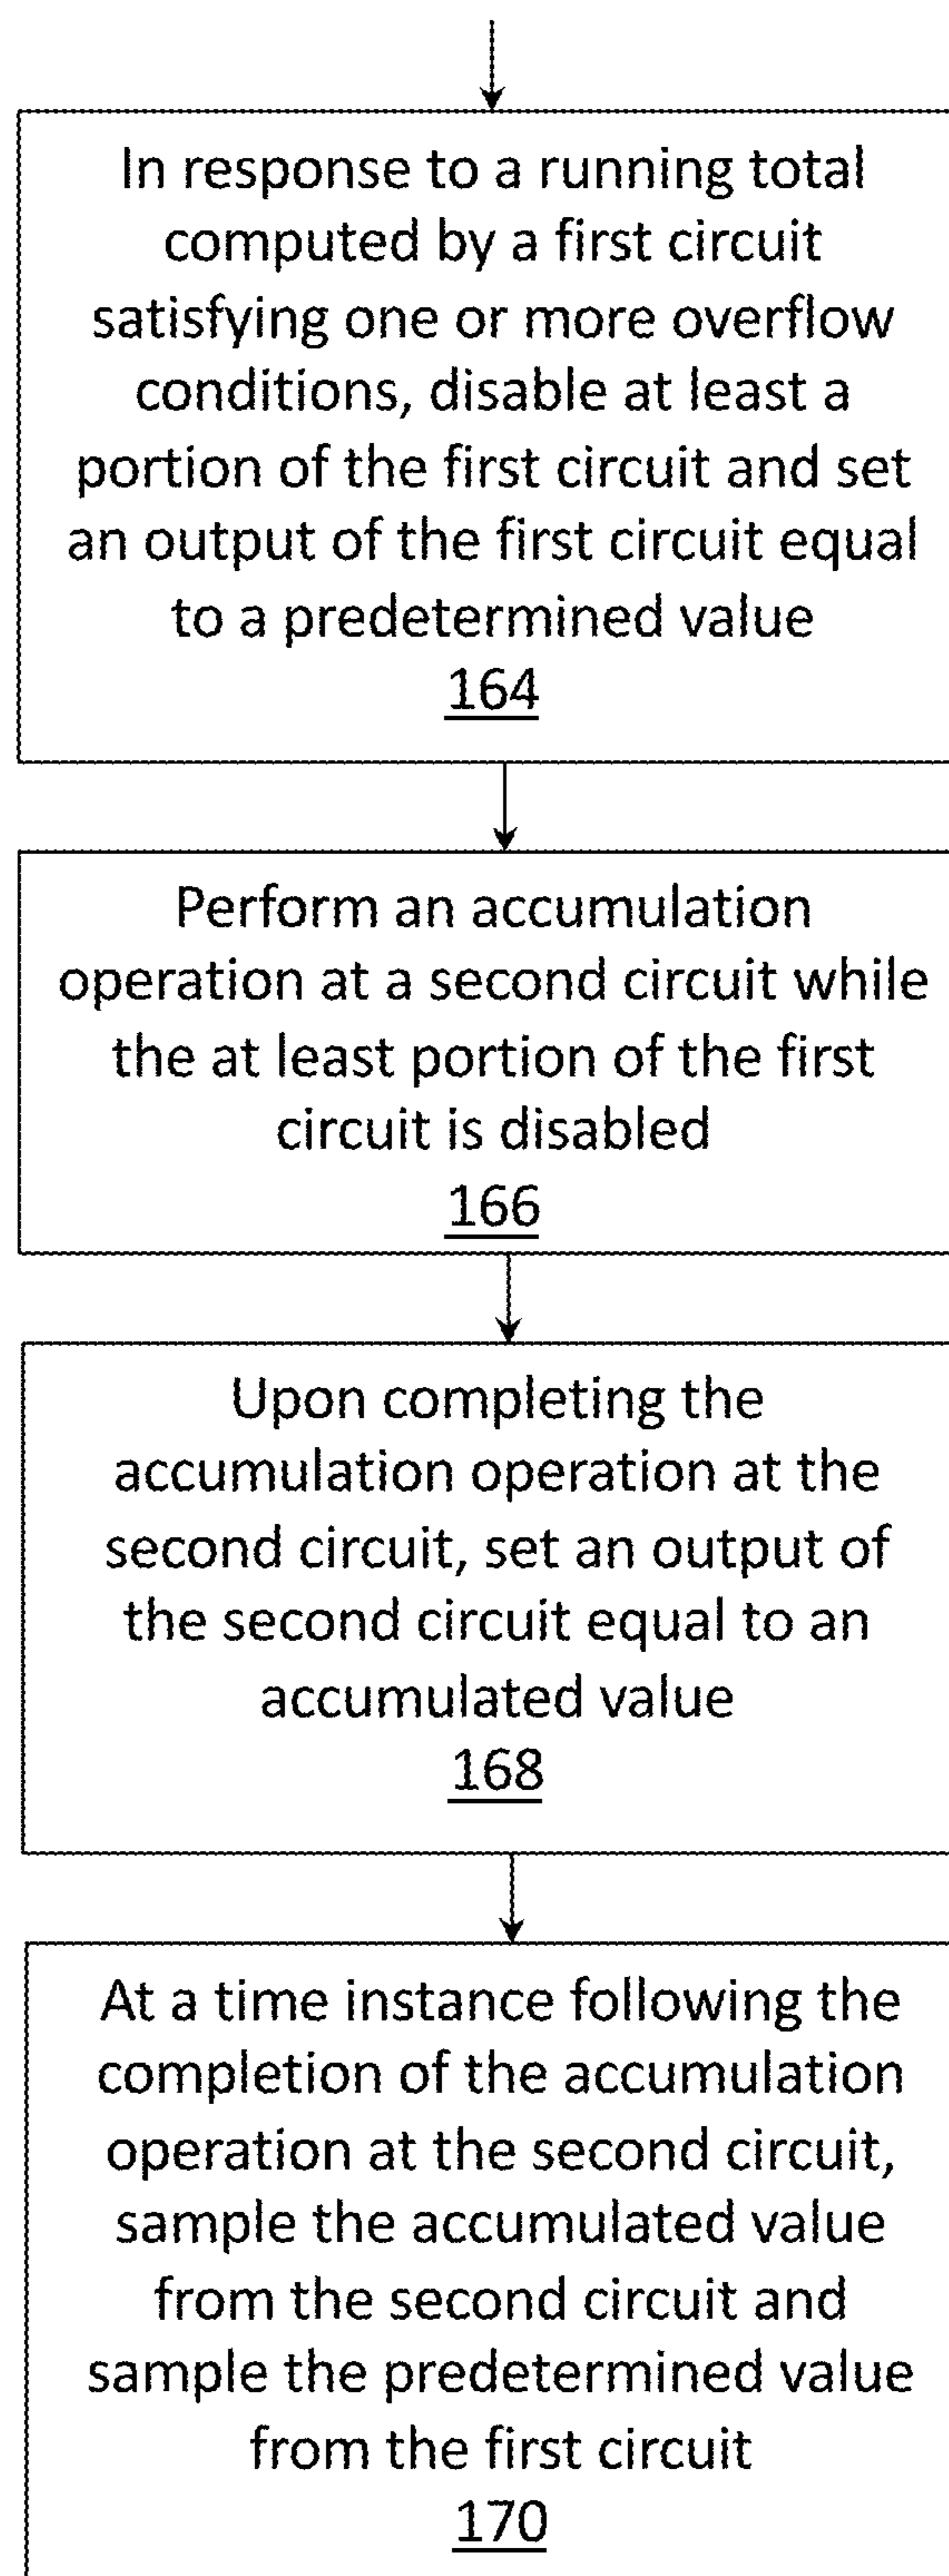 In response to a running total
computed by a first circuit
satisfying one or more overflow
conditions, disable at least a
portion of the first circuit and set
an output of the first circuit equal
to a predetermined value
164
Perform an accumulation
operation at a second circuit while
the at least portion of the first
circuit is disabled
166
Upon completing the
accumulation operation at the
second circuit, set an output of
the second circuit equal to an
accumulated value
168
At a time instance following the
completion of the accumulation
operation at the second circuit,
sample the accumulated value
from the second circuit and
sample the predetermined value
from the first circuit
170